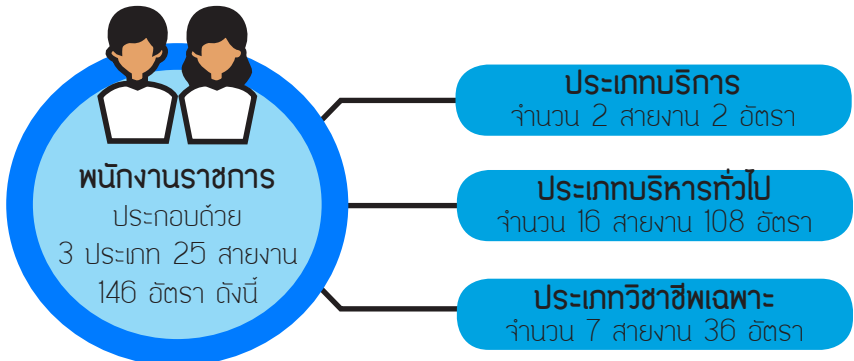 พนักงานราชการ
ประกอบด้วย
3 ประเภท 25 สายงาน
146 อัตรา ดังนี้
ประเภทบริการ
จำนวน 2 สายงาน 2 อัตรา
ประเภทบริหารทั่วไป
จำนวน 16 สายงาน 108 อัตรา
ประเภทวิชาชีพเฉพาะ
จำนวน 7 สายงาน 36 อัตรา